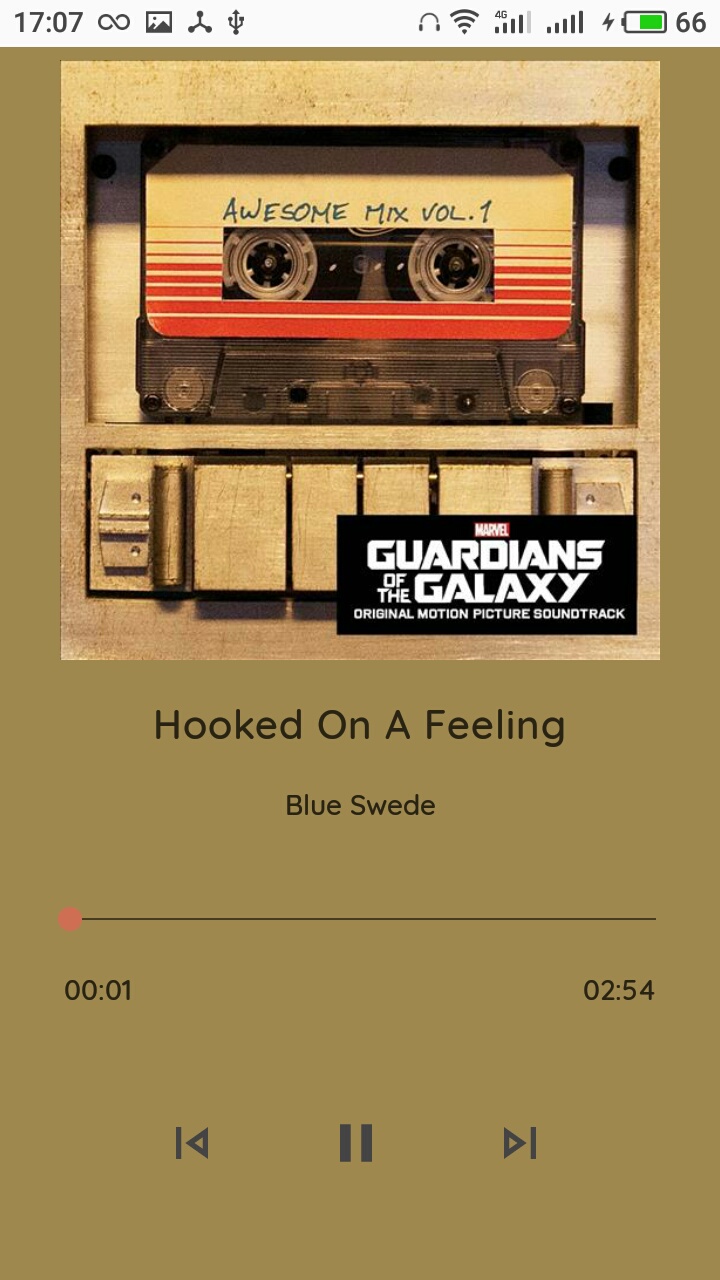 17:07 4G 66
AWESOME MIX VOL.1
MARVEL
GUARDIANS
OF THE GALAXY
ORIGINAL MOTION PICTURE SOUNDTRACK
Hooked On A Feeling
Blue Swede
00:01 02:54